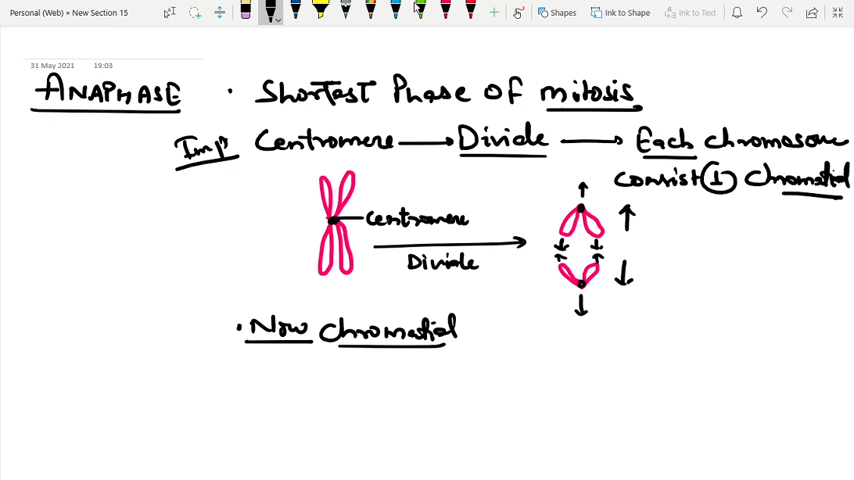 Personal (Web) » New Section 15
Shapes
Ink to Shape
Ink to Text
31 May 2021 19:03
ANAPHASE · Shortest Phase of mitosis
Impt Centromere → Divide → Each chromosome
consist 1 chromatid
Centromere
Divide
· Now chromatid